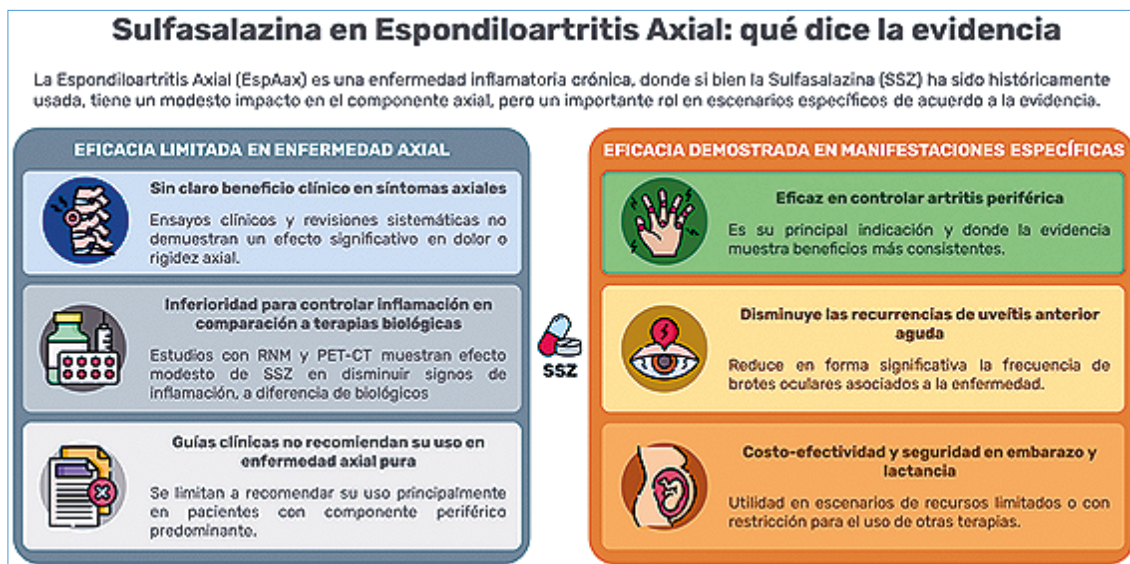 Sulfasalazina en Espondiloartritis Axial: qué dice la evidencia
La Espondiloartritis Axial (EspAax) es una enfermedad inflamatoria crónica, donde si bien la Sulfasalazina (SSZ) ha sido históricamente
usada, tiene un modesto impacto en el componente axial, pero un importante rol en escenarios específicos de acuerdo a la evidencia.
EFICACIA LIMITADA EN ENFERMEDAD AXIAL
Sin claro beneficio clínico en síntomas axiales
Ensayos clínicos y revisiones sistemáticas no
demuestran un efecto significativo en dolor o
rigidez axial.
Inferioridad para controlar inflamación en
comparación a terapias biológicas
Estudios con RNM y PET-CT muestran efecto
modesto de SSZ en disminuir signos de
inflamación, a diferencia de biológicos
Guías clínicas no recomiendan su uso en
enfermedad axial pura
Se limitan a recomendar su uso principalmente
en pacientes con componente periférico
predominante.
SSZ
EFICACIA DEMOSTRADA EN MANIFESTACIONES ESPECÍFICAS
Eficaz en controlar artritis periférica
Es su principal indicación y donde la evidencia
muestra beneficios más consistentes.
Disminuye las recurrencias de uveítis anterior
aguda
Reduce en forma significativa la frecuencia de
brotes oculares asociados a la enfermedad.
Costo-efectividad y seguridad en embarazo y
lactancia
Utilidad en escenarios de recursos limitados o con
restricción para el uso de otras terapias.